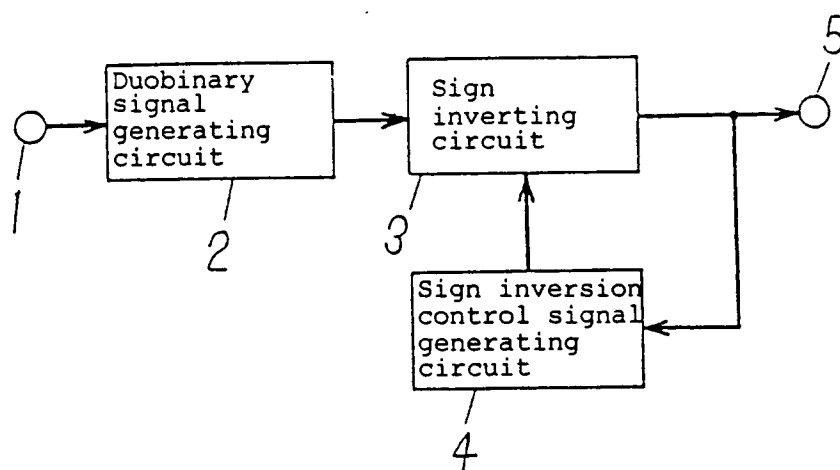 5
Duobinary
signal
generating
circuit
Sign
inverting
circuit
1
2
3
Sign inversion
control signal
generating
circuit
4